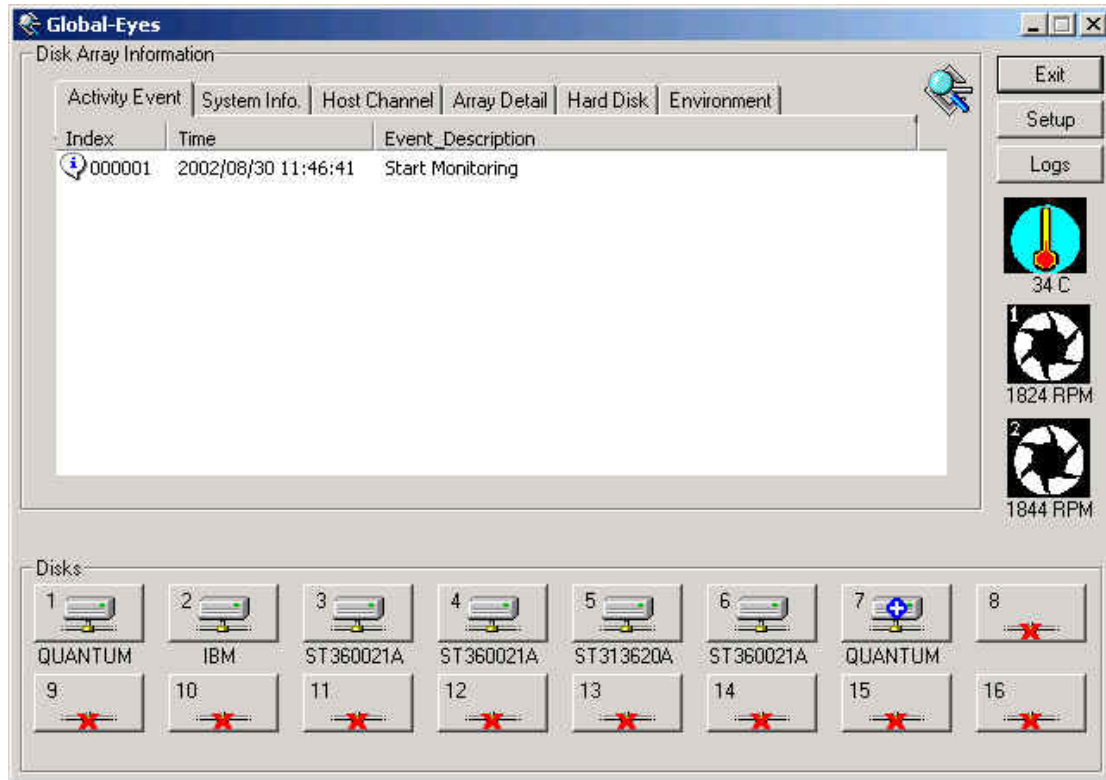 Global-Eyes
Disk Array Information
Exit
Setup
Logs
Activity Event System Info. Host Channel Array Detail Hard Disk Environment
Index Time Event_Description
000001 2002/08/30 11:46:41 Start Monitoring
34 C
1
1824 RPM
2
1844 RPM
Disks
1 2 3 4 5 6 7 8
QUANTUM IBM ST360021A ST360021A ST313620A ST360021A QUANTUM
9 10 11 12 13 14 15 16